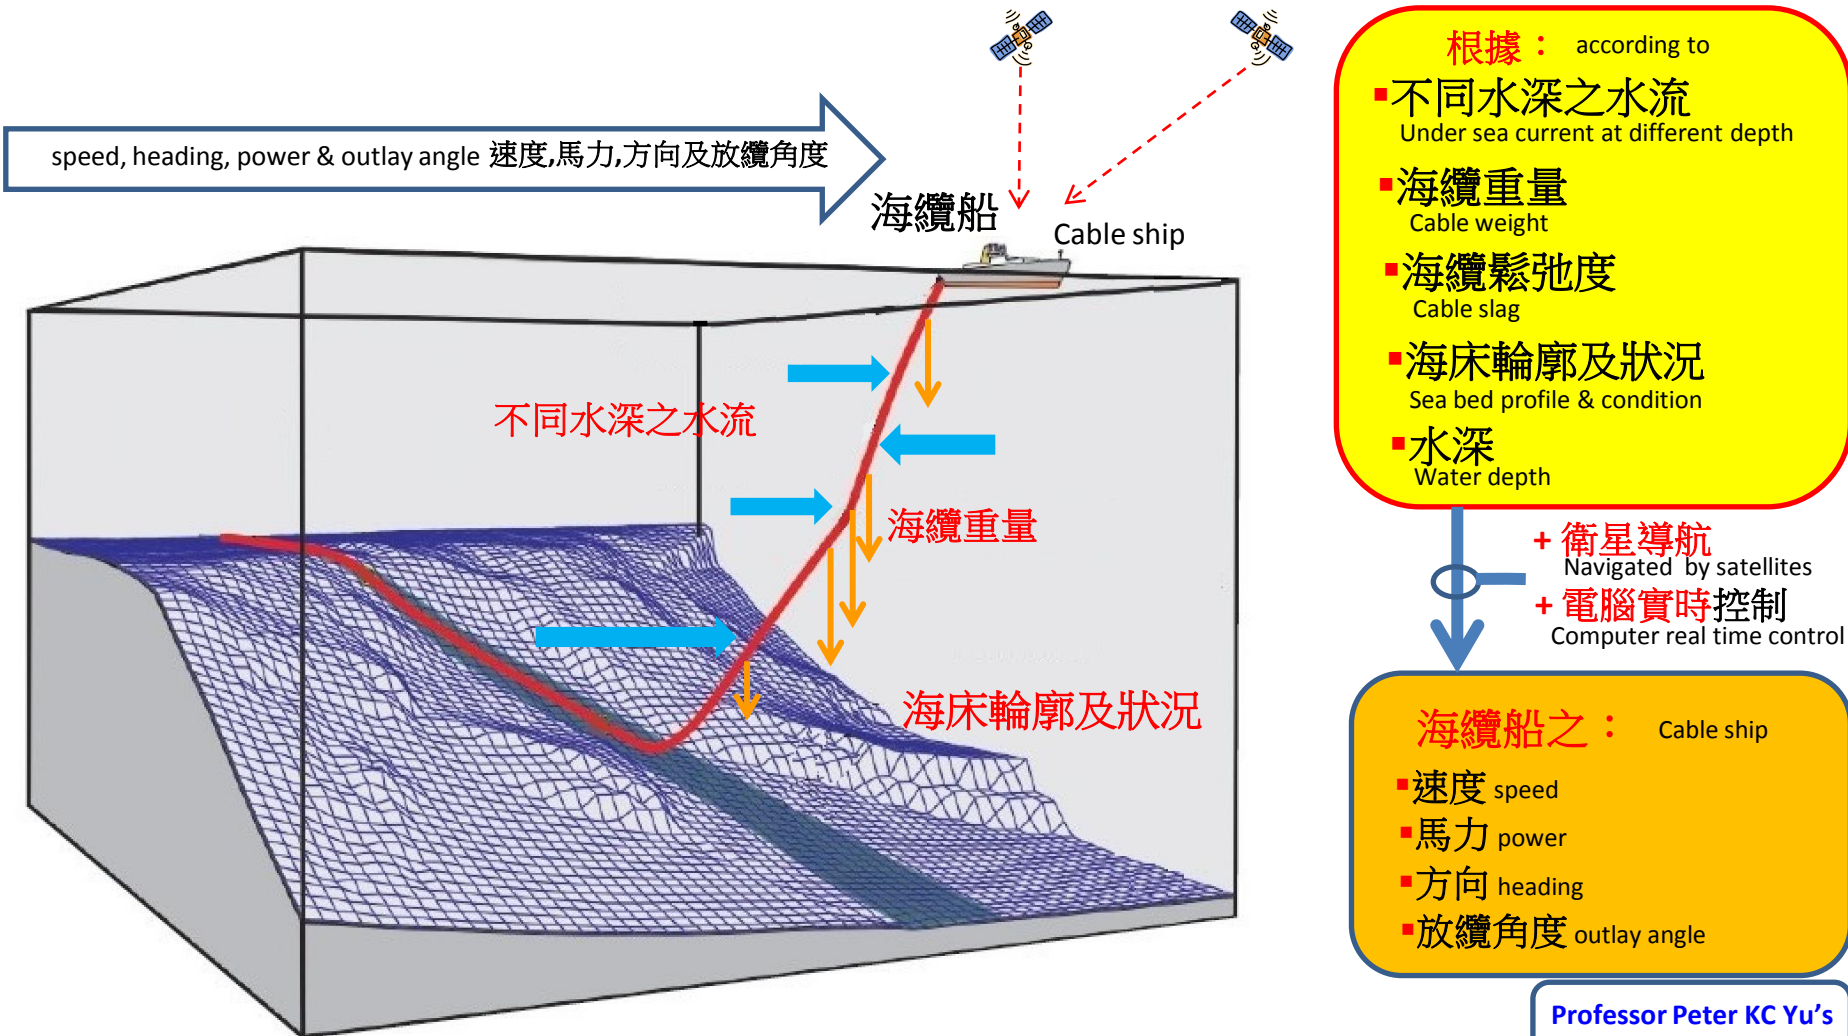 speed, heading, power & outlay angle 速度,馬力,方向及放纜角度
海纜船
Cable ship
不同水深之水流
海纜重量
海床輪廓及狀況
根據： according to
▪不同水深之水流
Under sea current at different depth
▪海纜重量
Cable weight
▪海纜鬆弛度
Cable slag
▪海床輪廓及狀況
Sea bed profile & condition
▪水深
Water depth
+ 衛星導航
Navigated by satellites
+ 電腦實時控制
Computer real time control
海纜船之： Cable ship
▪速度 speed
▪馬力 power
▪方向 heading
▪放纜角度 outlay angle
Professor Peter KC Yu's